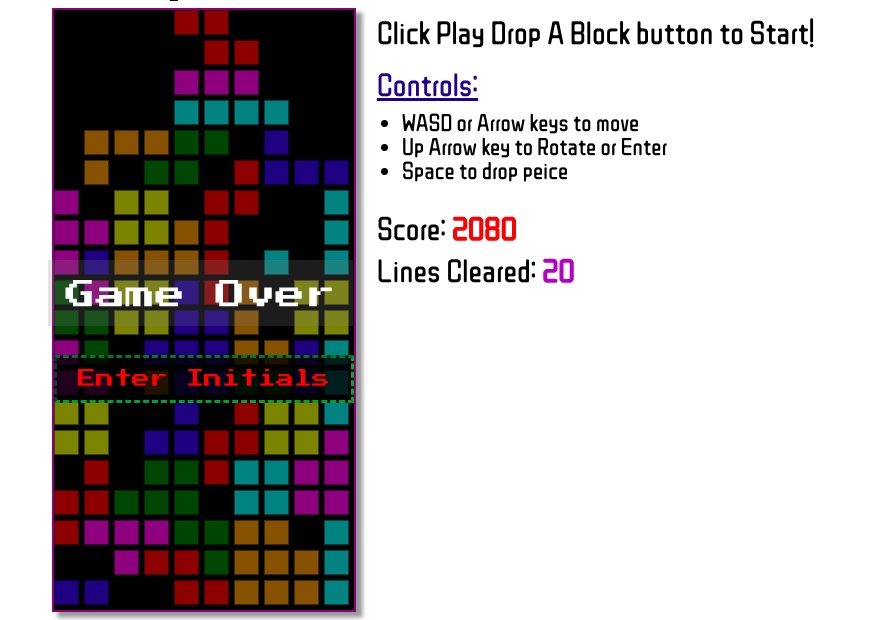 Click Play Drop A Block button to Start!
Controls:
WASD or Arrow keys to move
Up Arrow key to Rotate or Enter
Space to drop peice
Score: 2080
Lines Cleared: 20
Game Over
Enter Initials